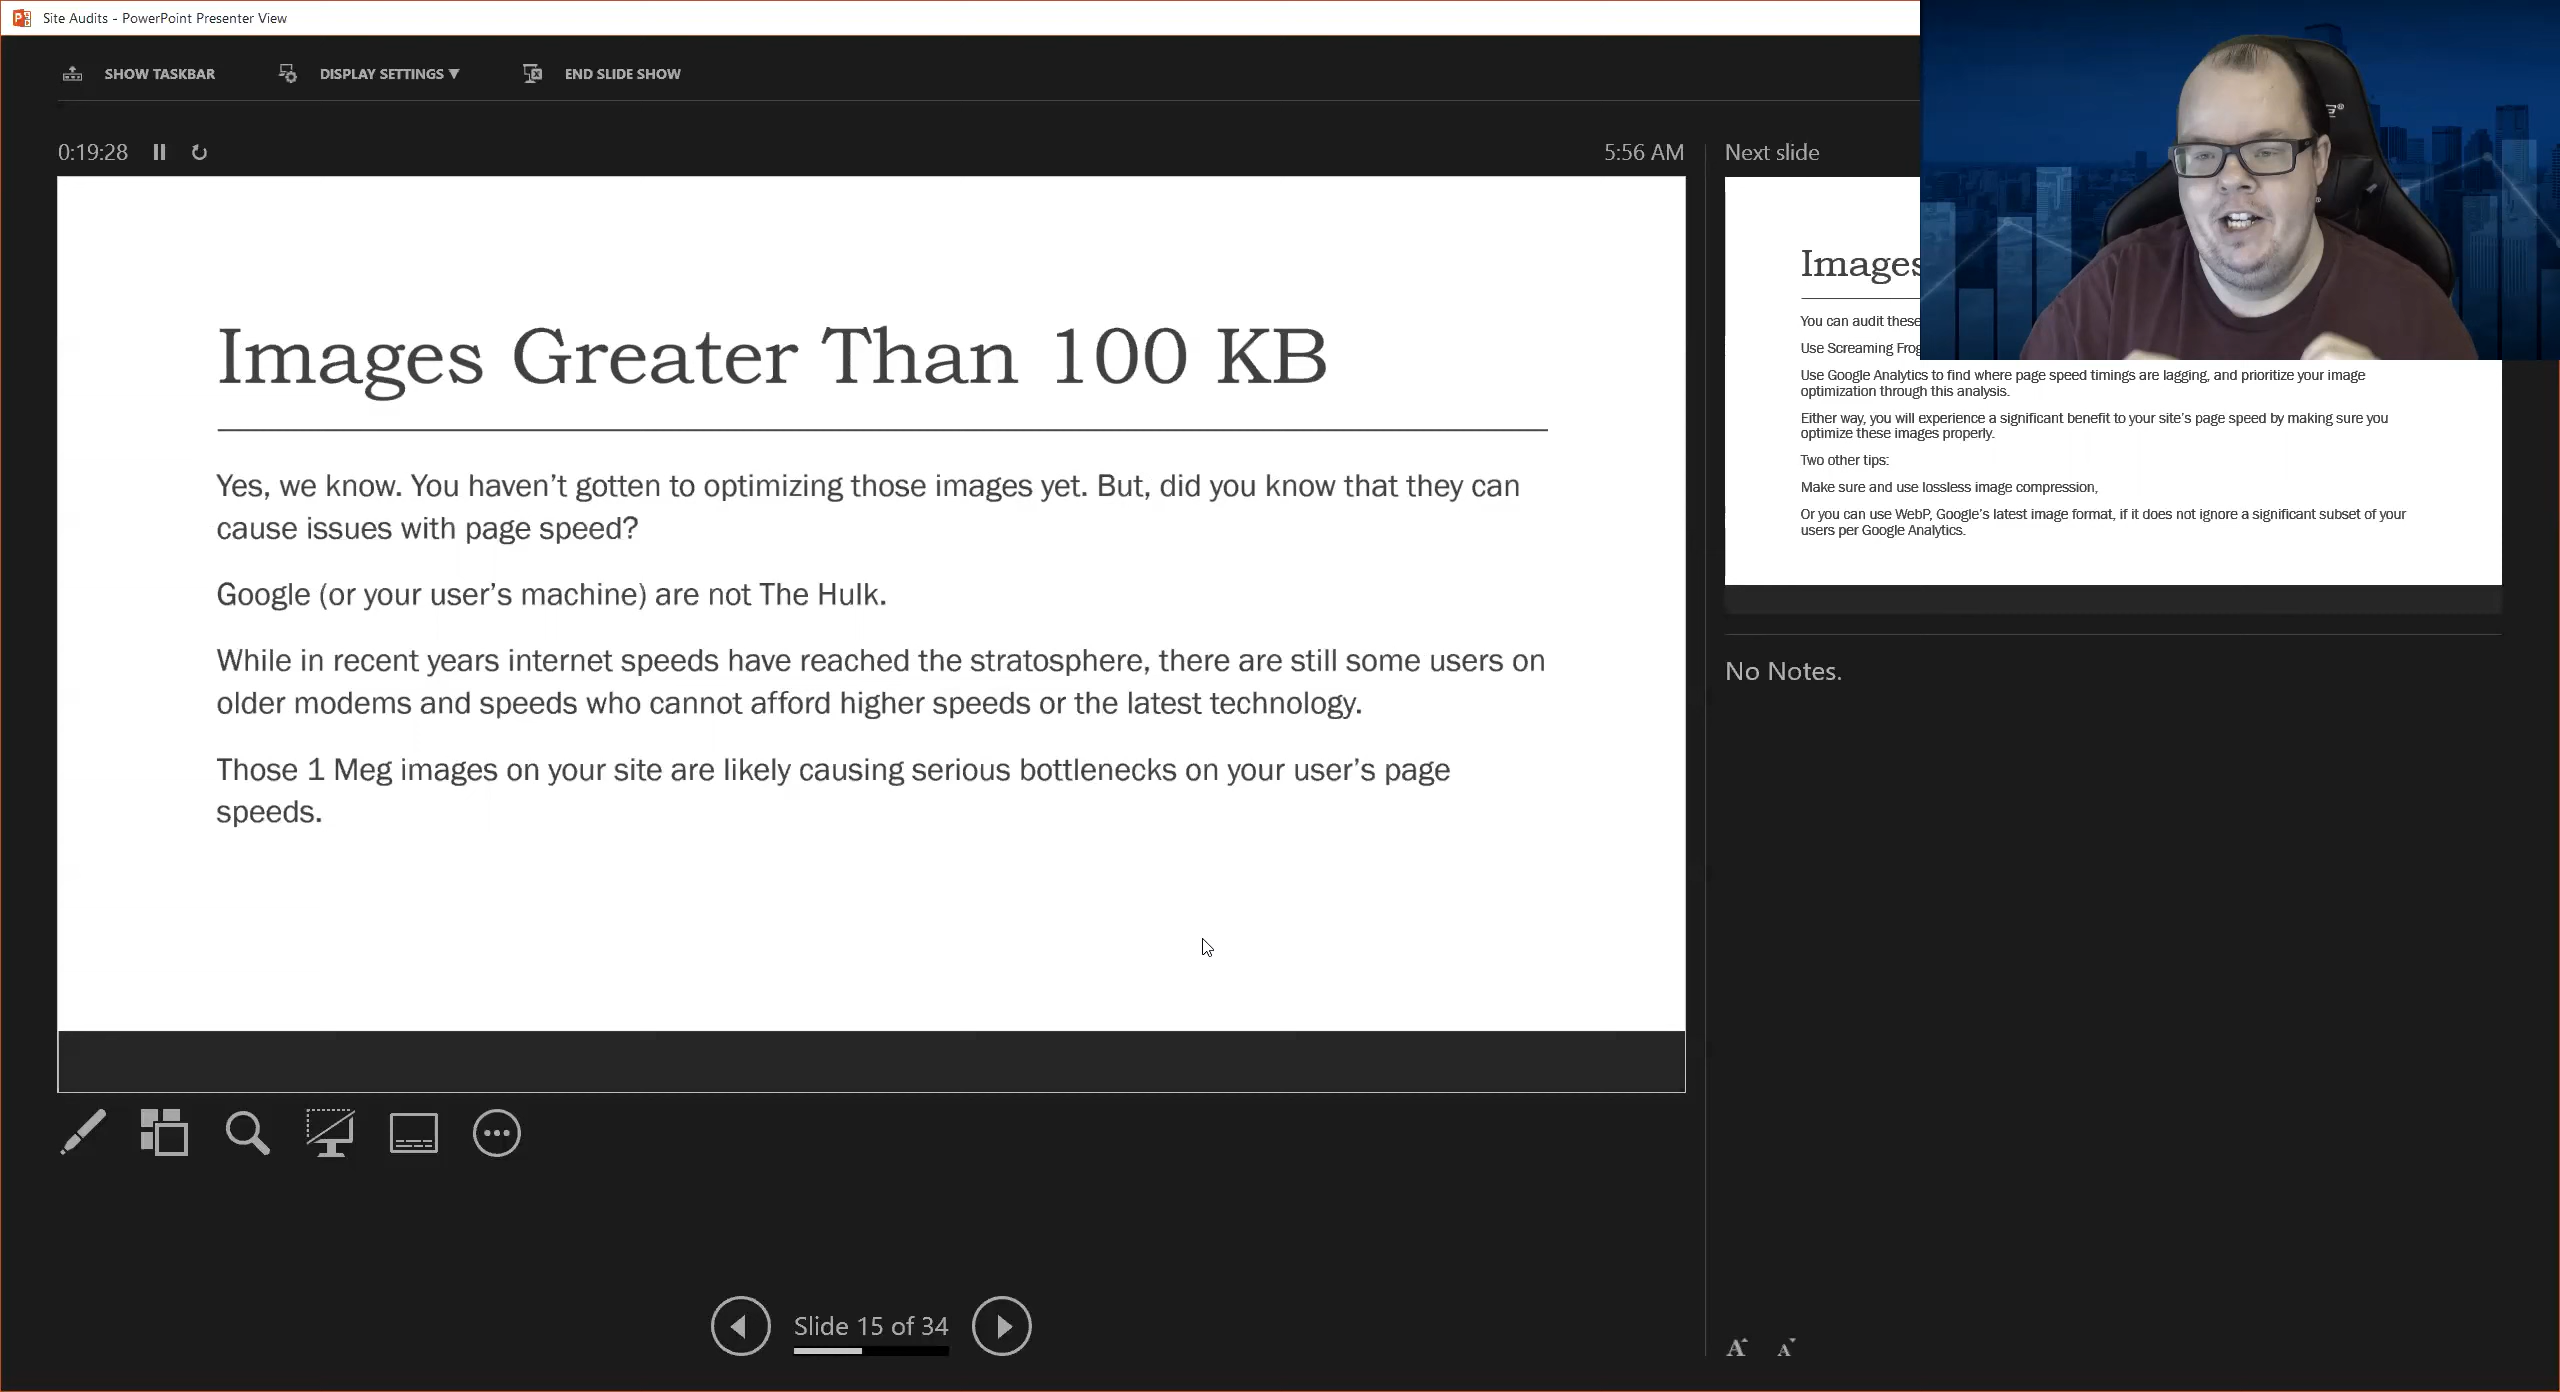 Site Audits - PowerPoint Presenter View
SHOW TASKBAR
DISPLAY SETTINGS ▼
END SLIDE SHOW
0:19:28
5:56 AM
Images Greater Than 100 KB
Yes, we know. You haven’t gotten to optimizing those images yet. But, did you know that they can
cause issues with page speed?
Google (or your user’s machine) are not The Hulk.
While in recent years internet speeds have reached the stratosphere, there are still some users on
older modems and speeds who cannot afford higher speeds or the latest technology.
Those 1 Meg images on your site are likely causing serious bottlenecks on your user’s page
speeds.
Slide 15 of 34
Next slide
Images
You can audit these
Use Screaming Frog
Use Google Analytics to find where page speed timings are lagging, and prioritize your image
optimization through this analysis.
Either way, you will experience a significant benefit to your site’s page speed by making sure you
optimize these images properly.
Two other tips:
Make sure and use lossless image compression,
Or you can use WebP, Google’s latest image format, if it does not ignore a significant subset of your
users per Google Analytics.
No Notes.
A A